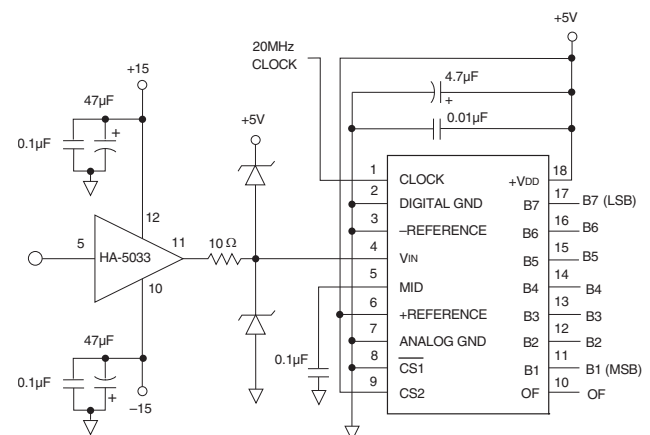 +5V
20MHz
CLOCK
+15
47µF
0.1µF
+
4.7µF
+
0.01µF
+5V
12
5
HA-5033
11
10 Ω
10
47µF
0.1µF
+
–15
0.1µF
1 CLOCK
2 DIGITAL GND
3 –REFERENCE
4 VIN
5 MID
6 +REFERENCE
7 ANALOG GND
8 CS1
9 CS2
+VDD 18
B7 17 B7 (LSB)
B6 16 B6
B5 15 B5
B4 14 B4
B3 13 B3
B2 12 B2
B1 11 B1 (MSB)
OF 10 OF